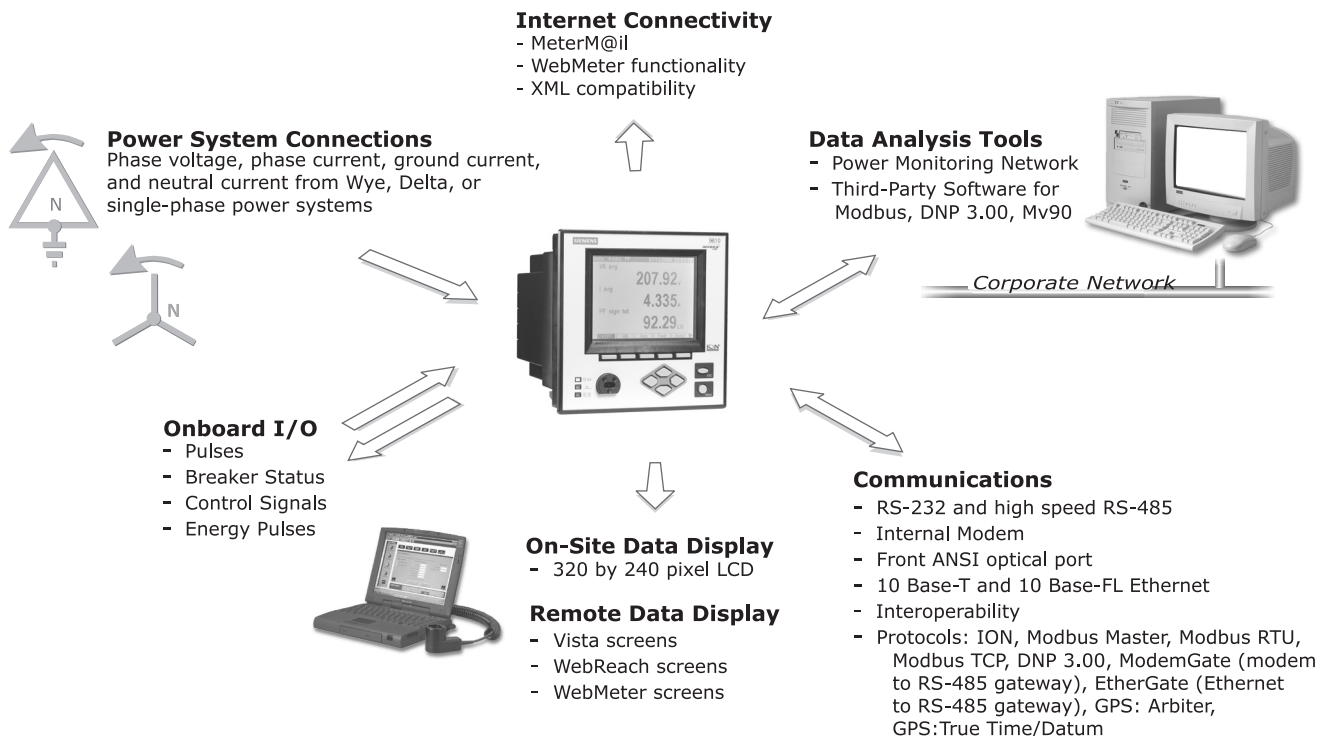 Internet Connectivity
- MeterM@il
- WebMeter functionality
- XML compatibility
Power System Connections
Phase voltage, phase current, ground current,
and neutral current from Wye, Delta, or
single-phase power systems
N
N
Data Analysis Tools
- Power Monitoring Network
- Third-Party Software for
Modbus, DNP 3.00, Mv90
Corporate Network
SIEMENS
9610
207.92
4.335
92.29
ION
Onboard I/O
- Pulses
- Breaker Status
- Control Signals
- Energy Pulses
On-Site Data Display
- 320 by 240 pixel LCD
Remote Data Display
- Vista screens
- WebReach screens
- WebMeter screens
Communications
- RS-232 and high speed RS-485
- Internal Modem
- Front ANSI optical port
- 10 Base-T and 10 Base-FL Ethernet
- Interoperability
- Protocols: ION, Modbus Master, Modbus RTU,
Modbus TCP, DNP 3.00, ModemGate (modem
to RS-485 gateway), EtherGate (Ethernet
to RS-485 gateway), GPS: Arbiter,
GPS:True Time/Datum